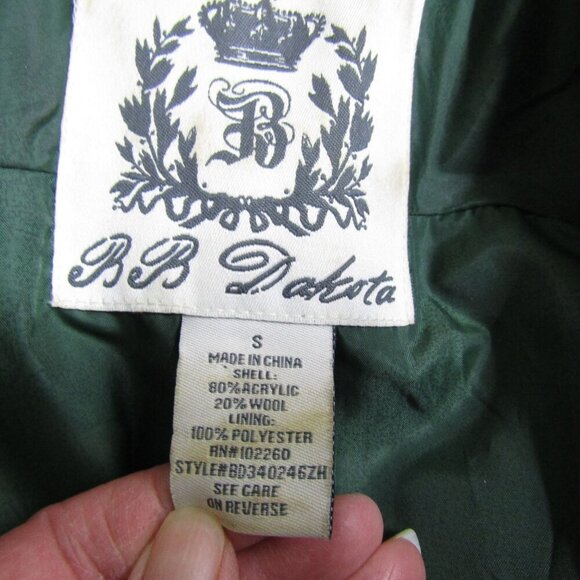 B
BB Dakota
S
MADE IN CHINA
SHELL:
80% ACRYLIC
20% WOOL
LINING:
100% POLYESTER
RN#102260
STYLE#BD340246ZH
SEE CARE
ON REVERSE